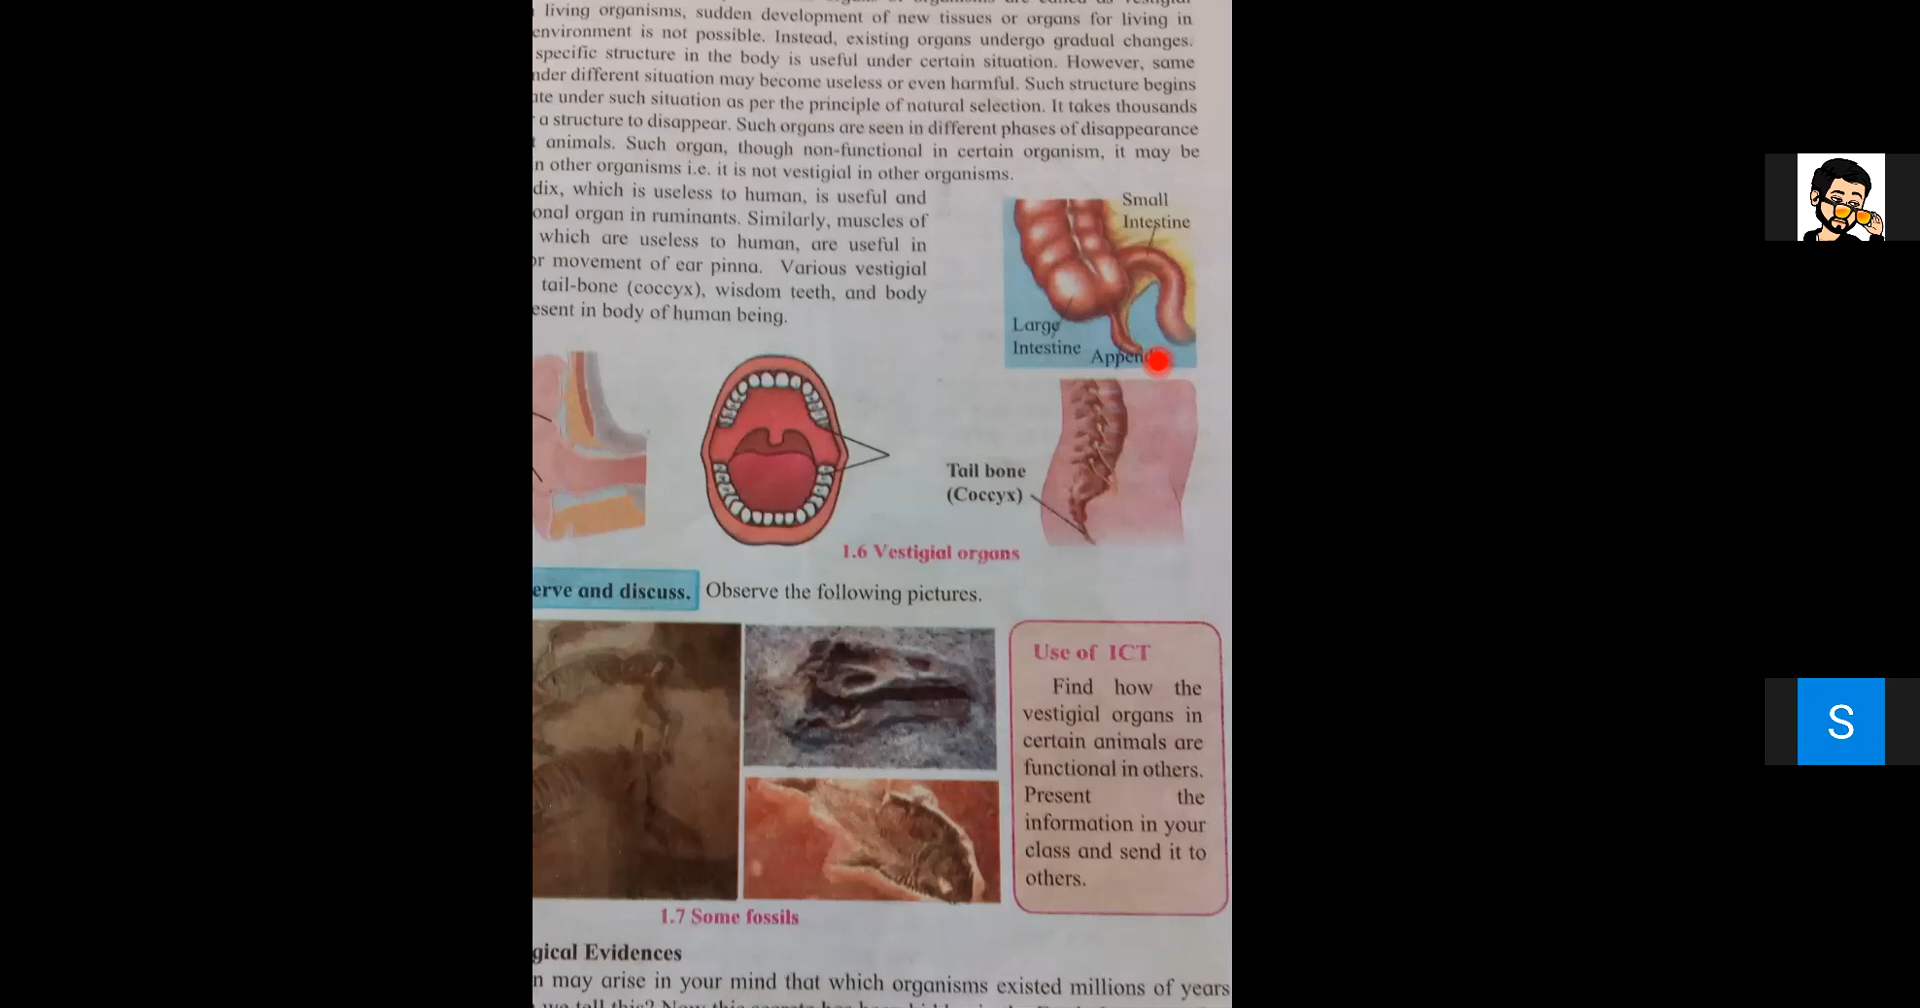 living organisms, sudden development of new tissues or organs for living in
environment is not possible. Instead, existing organs undergo gradual changes.
specific structure in the body is useful under certain situation. However, same
nder different situation may become useless or even harmful. Such structure begins
ate under such situation as per the principle of natural selection. It takes thousands
a structure to disappear. Such organs are seen in different phases of disappearance
animals. Such organ, though non-functional in certain organism, it may be
n other organisms i.e. it is not vestigial in other organisms.
dix, which is useless to human, is useful and
onal organ in ruminants. Similarly, muscles of
which are useless to human, are useful in
or movement of ear pinna. Various vestigial
tail-bone (coccyx), wisdom teeth, and body
esent in body of human being.
Small
Intestine
Large
Intestine
Append
Tail bone
(Coccyx)
1.6 Vestigial organs
erve and discuss. Observe the following pictures.
Use of ICT
Find how the
vestigial organs in
certain animals are
functional in others.
Present the
information in your
class and send it to
others.
1.7 Some fossils
gical Evidences
n may arise in your mind that which organisms existed millions of years
S